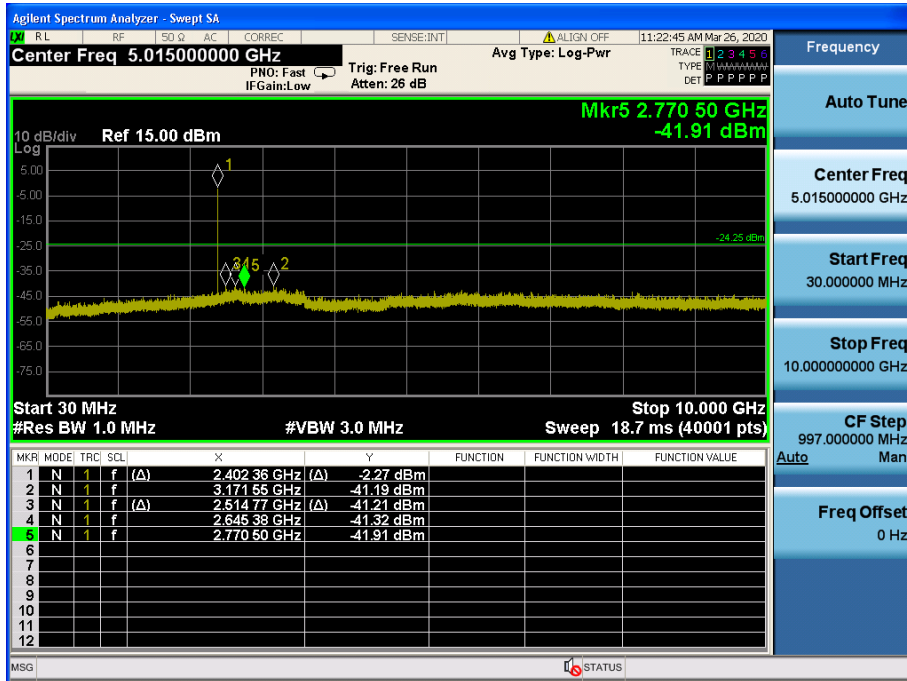 Agilent Spectrum Analyzer - Swept SA
LXI RL RF 50 Ω AC CORREC SENSE:INT ALIGN OFF 11:22:45 AM Mar 26, 2020
Center Freq 5.015000000 GHz
PNO: Fast
IFGain:Low
Trig: Free Run
Atten: 26 dB
Avg Type: Log-Pwr
TRACE 1 2 3 4 5 6
TYPE M W W W W W
DET P P P P P P
Mkr5 2.770 50 GHz
-41.91 dBm
10 dB/div Ref 15.00 dBm
Log
5.00
-5.00
-15.0
-25.0
-35.0
-45.0
-55.0
-65.0
-75.0
1
-24.25 dBm
3 4 5 2
Start 30 MHz Stop 10.000 GHz
#Res BW 1.0 MHz #VBW 3.0 MHz Sweep 18.7 ms (40001 pts)
MKR MODE TRC SCL X Y FUNCTION FUNCTION WIDTH FUNCTION VALUE
1 N 1 f (Δ) 2.402 36 GHz (Δ) -2.27 dBm
2 N 1 f 3.171 55 GHz -41.19 dBm
3 N 1 f (Δ) 2.514 77 GHz (Δ) -41.21 dBm
4 N 1 f 2.645 38 GHz -41.32 dBm
5 N 1 f 2.770 50 GHz -41.91 dBm
6
7
8
9
10
11
12
MSG STATUS
Frequency
Auto Tune
Center Freq
5.015000000 GHz
Start Freq
30.000000 MHz
Stop Freq
10.000000000 GHz
CF Step
997.000000 MHz
Auto Man
Freq Offset
0 Hz